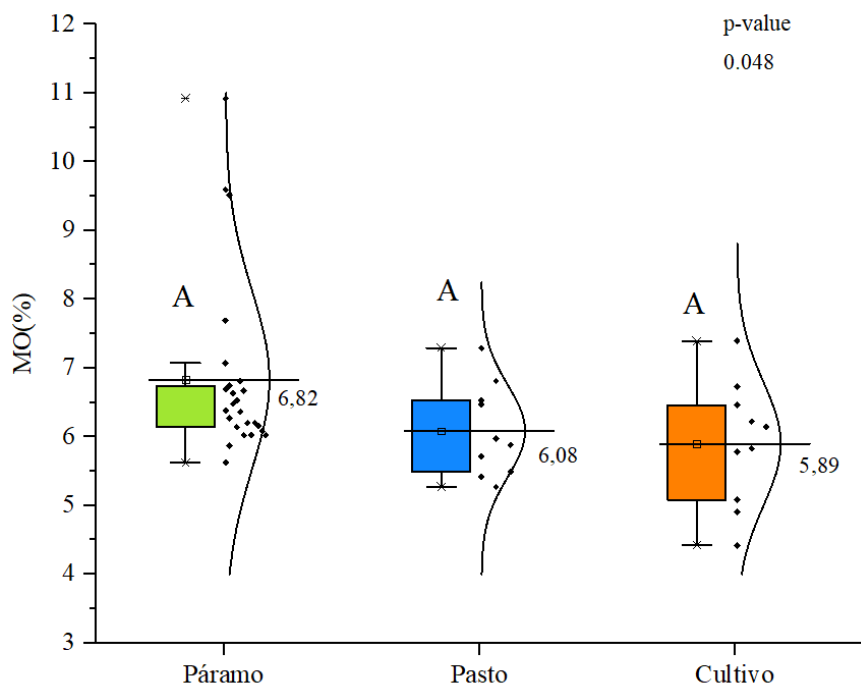 p-value
0.048
MO(%)
12
11
10
9
8
7
6
5
4
3
A
A
A
6,82
6,08
5,89
Páramo
Pasto
Cultivo